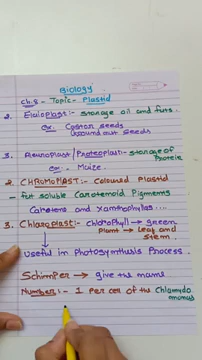 Biology
Ch.8 - Topic - Plastid
2. Elaioplast :- storage oil and fats.
ex. Castor seeds
Ground nut seeds
3. Aleuroplast/Proteoplast :- storage of Protein
ex. - Maize
2. CHROMOPLAST :- Coloured Plastid
- fat soluble Carotenoid Pigments
Carotene and xanthophylls ....
3. Chloroplast :- Chlorophyll → green
Plant → Leaf and stem
→ Useful in Photosynthesis Process.
Schimper → give the name
Number :- 1 Per cell of the Chlamydo
monas